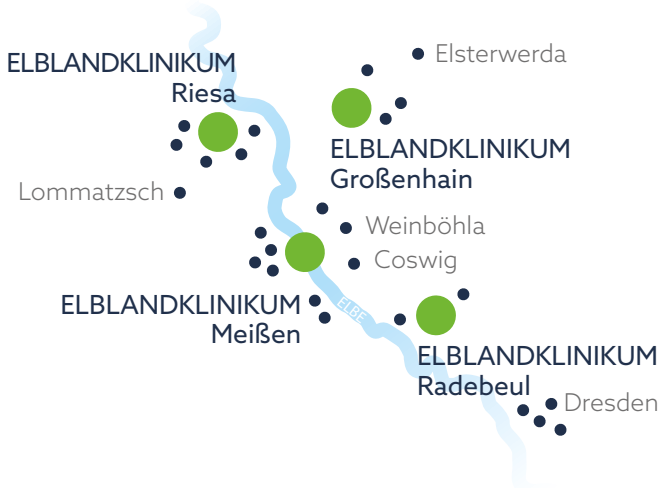 Elsterwerda
ELBLANDKLINIKUM
Riesa
ELBLANDKLINIKUM
Großenhain
Lommatzsch
Weinböhla
Coswig
ELBLANDKLINIKUM
Meißen
ELBE
ELBLANDKLINIKUM
Radebeul
Dresden